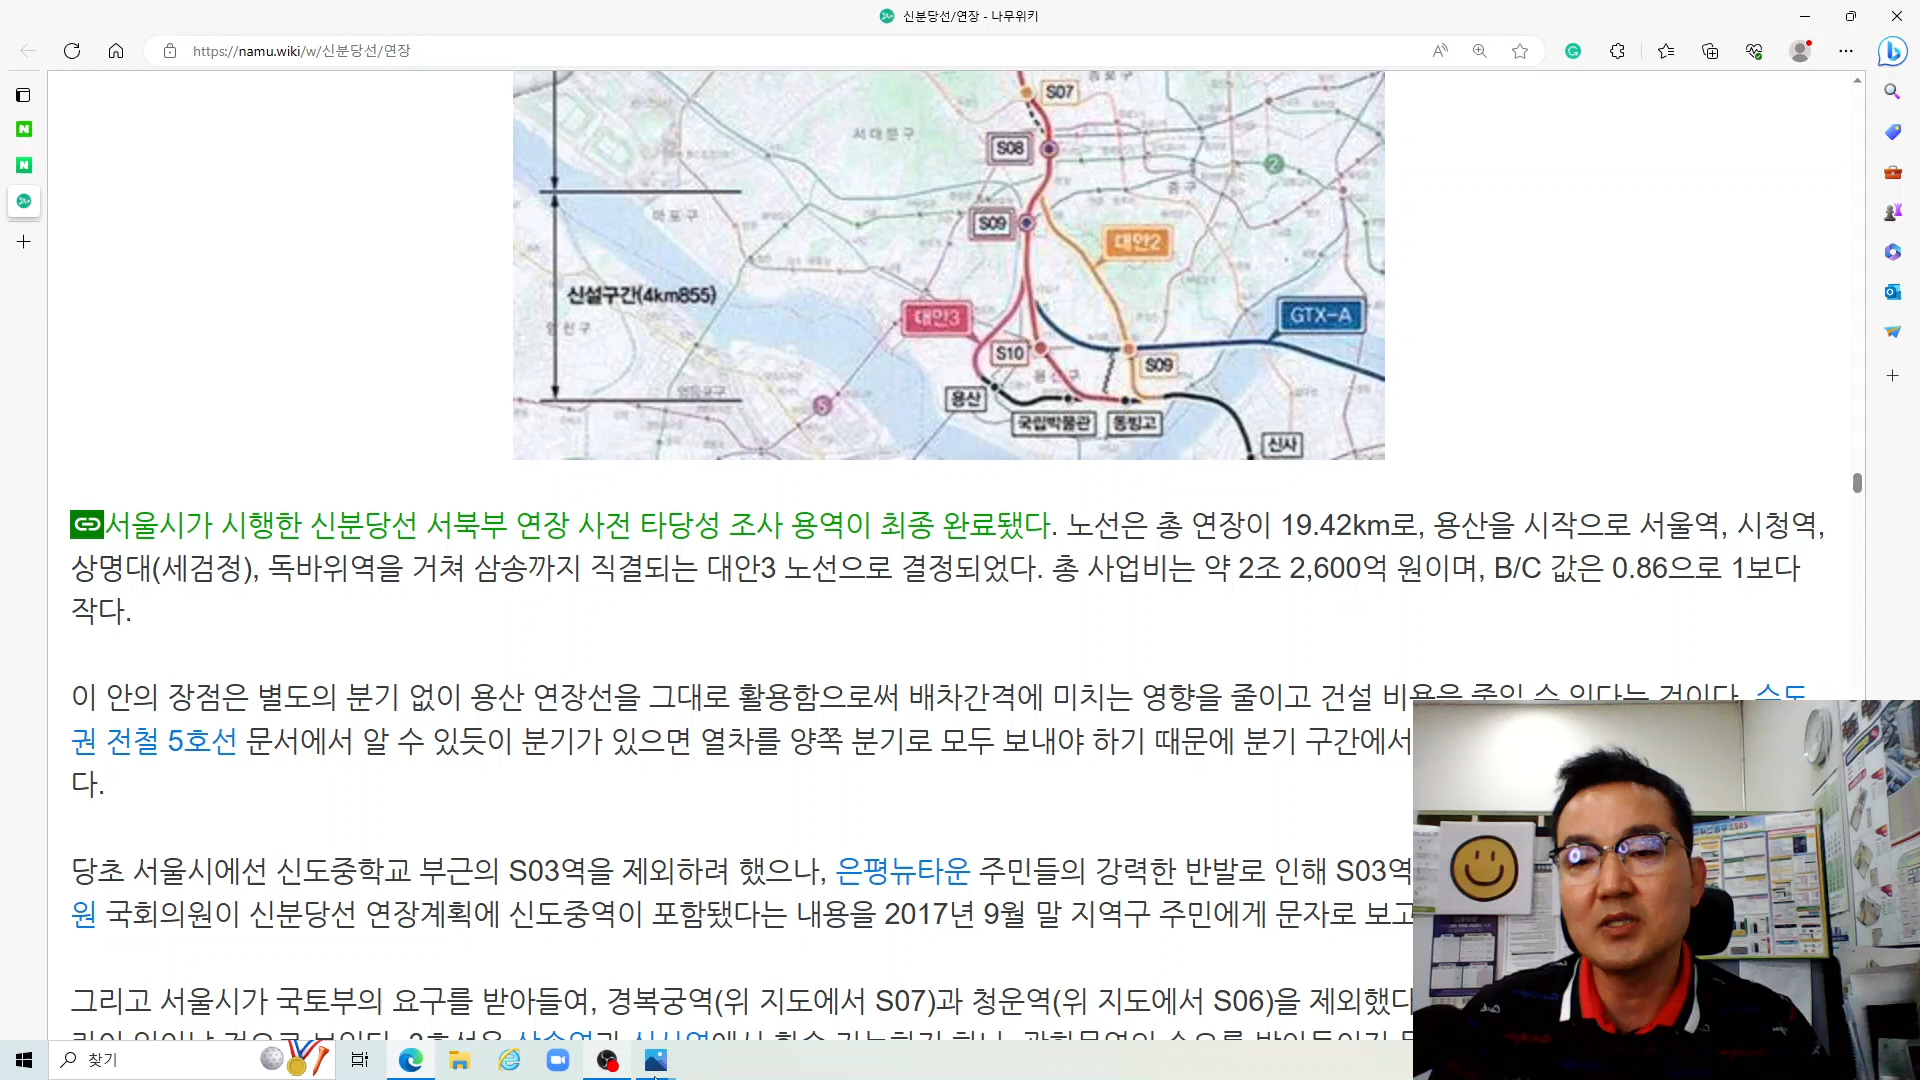 신분당선/연장 - 나무위키
https://namu.wiki/w/신분당선/연장
S07
서대문구
S08
중구
마포구
S09
대안2
신설구간(4km855)
대안3
GTX-A
S10
S09
용산구
영등포구
용산
국립박물관
동빙고
신사
서울시가 시행한 신분당선 서북부 연장 사전 타당성 조사 용역이 최종 완료됐다. 노선은 총 연장이 19.42km로, 용산을 시작으로 서울역, 시청역,
상명대(세검정), 독바위역을 거쳐 삼송까지 직결되는 대안3 노선으로 결정되었다. 총 사업비는 약 2조 2,600억 원이며, B/C 값은 0.86으로 1보다
작다.
이 안의 장점은 별도의 분기 없이 용산 연장선을 그대로 활용함으로써 배차간격에 미치는 영향을 줄이고 건설 비용을 줄일 수 있다는 것이다. 수도
권 전철 5호선 문서에서 알 수 있듯이 분기가 있으면 열차를 양쪽 분기로 모두 보내야 하기 때문에 분기 구간에서
다.
당초 서울시에선 신도중학교 부근의 S03역을 제외하려 했으나, 은평뉴타운 주민들의 강력한 반발로 인해 S03역
원 국회의원이 신분당선 연장계획에 신도중역이 포함됐다는 내용을 2017년 9월 말 지역구 주민에게 문자로 보고
그리고 서울시가 국토부의 요구를 받아들여, 경복궁역(위 지도에서 S07)과 청운역(위 지도에서 S06)을 제외했다
찾기